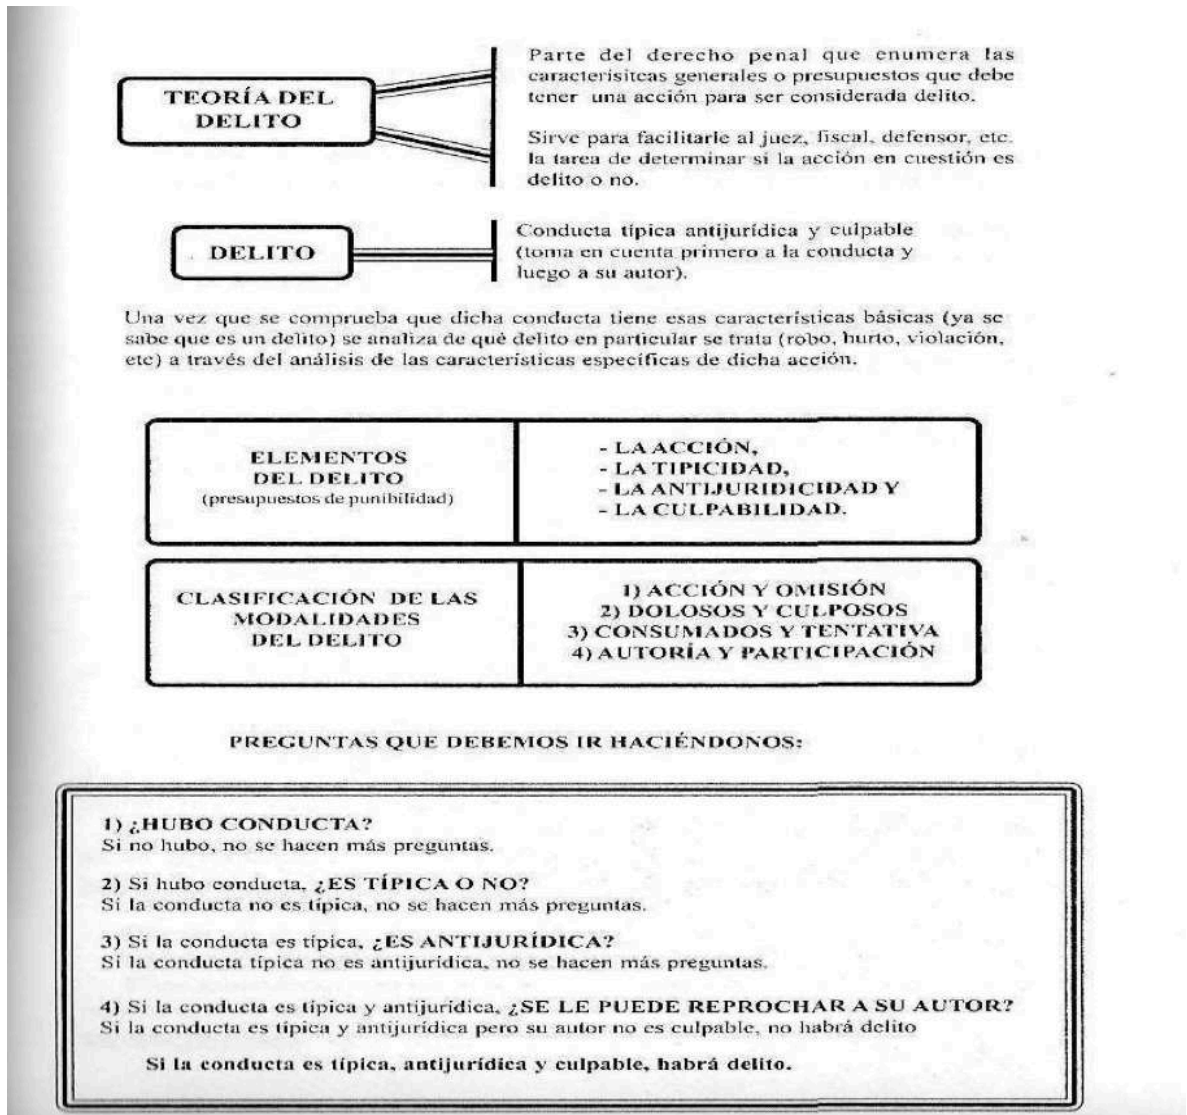 TEORÍA DEL
DELITO
Parte del derecho penal que enumera las
caracterisitcas generales o presupuestos que debe
tener una acción para ser considerada delito.
Sirve para facilitarle al juez, fiscal, defensor, etc.
la tarea de determinar si la acción en cuestión es
delito o no.
DELITO
Conducta típica antijurídica y culpable
(toma en cuenta primero a la conducta y
luego a su autor).
Una vez que se comprueba que dicha conducta tiene esas características básicas (ya se
sabe que es un delito) se analiza de qué delito en particular se trata (robo, hurto, violación,
etc) a través del análisis de las características específicas de dicha acción.
ELEMENTOS
DEL DELITO
(presupuestos de punibilidad)
- LA ACCIÓN,
- LA TIPICIDAD,
- LA ANTIJURIDICIDAD Y
- LA CULPABILIDAD.
CLASIFICACIÓN DE LAS
MODALIDADES
DEL DELITO
1) ACCIÓN Y OMISIÓN
2) DOLOSOS Y CULPOSOS
3) CONSUMADOS Y TENTATIVA
4) AUTORÍA Y PARTICIPACIÓN
PREGUNTAS QUE DEBEMOS IR HACIÉNDONOS:
1) ¿HUBO CONDUCTA?
Si no hubo, no se hacen más preguntas.
2) Si hubo conducta, ¿ES TÍPICA O NO?
Si la conducta no es típica, no se hacen más preguntas.
3) Si la conducta es típica, ¿ES ANTIJURÍDICA?
Si la conducta típica no es antijurídica, no se hacen más preguntas.
4) Si la conducta es típica y antijurídica, ¿SE LE PUEDE REPROCHAR A SU AUTOR?
Si la conducta es típica y antijurídica pero su autor no es culpable, no habrá delito
Si la conducta es típica, antijurídica y culpable, habrá delito.